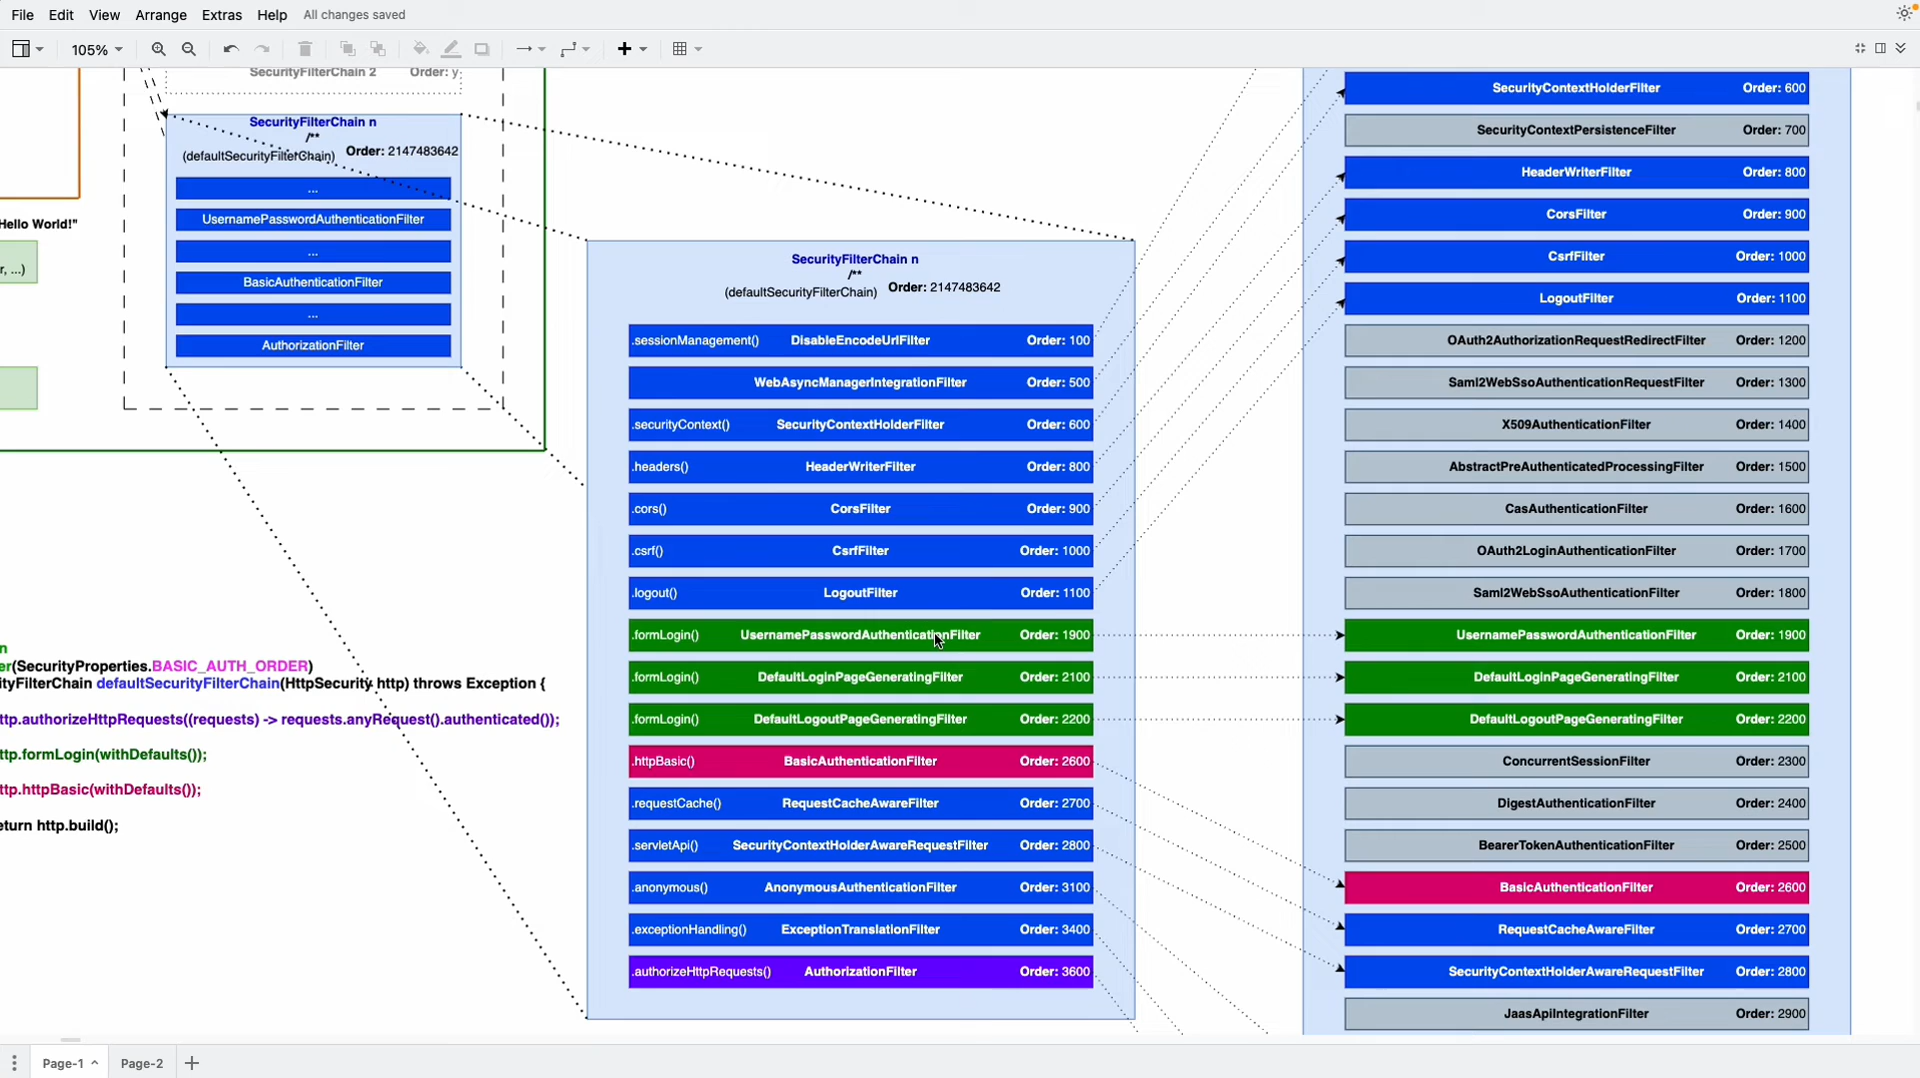 File Edit View Arrange Extras Help All changes saved
105%
SecurityFilterChain 2 Order: y
SecurityFilterChain n
/**
(defaultSecurityFilterChain) Order: 2147483642
...
UsernamePasswordAuthenticationFilter
...
BasicAuthenticationFilter
...
AuthorizationFilter
Hello World!"
r, ...)
n
er(SecurityProperties.BASIC_AUTH_ORDER)
ityFilterChain defaultSecurityFilterChain(HttpSecurity http) throws Exception {
ttp.authorizeHttpRequests((requests) -> requests.anyRequest().authenticated());
ttp.formLogin(withDefaults());
ttp.httpBasic(withDefaults());
eturn http.build();
SecurityFilterChain n
/**
(defaultSecurityFilterChain) Order: 2147483642
.sessionManagement() DisableEncodeUrlFilter Order: 100
WebAsyncManagerIntegrationFilter Order: 500
.securityContext() SecurityContextHolderFilter Order: 600
.headers() HeaderWriterFilter Order: 800
.cors() CorsFilter Order: 900
.csrf() CsrfFilter Order: 1000
.logout() LogoutFilter Order: 1100
.formLogin() UsernamePasswordAuthenticationFilter Order: 1900
.formLogin() DefaultLoginPageGeneratingFilter Order: 2100
.formLogin() DefaultLogoutPageGeneratingFilter Order: 2200
.httpBasic() BasicAuthenticationFilter Order: 2600
.requestCache() RequestCacheAwareFilter Order: 2700
.servletApi() SecurityContextHolderAwareRequestFilter Order: 2800
.anonymous() AnonymousAuthenticationFilter Order: 3100
.exceptionHandling() ExceptionTranslationFilter Order: 3400
.authorizeHttpRequests() AuthorizationFilter Order: 3600
SecurityContextHolderFilter Order: 600
SecurityContextPersistenceFilter Order: 700
HeaderWriterFilter Order: 800
CorsFilter Order: 900
CsrfFilter Order: 1000
LogoutFilter Order: 1100
OAuth2AuthorizationRequestRedirectFilter Order: 1200
Saml2WebSsoAuthenticationRequestFilter Order: 1300
X509AuthenticationFilter Order: 1400
AbstractPreAuthenticatedProcessingFilter Order: 1500
CasAuthenticationFilter Order: 1600
OAuth2LoginAuthenticationFilter Order: 1700
Saml2WebSsoAuthenticationFilter Order: 1800
UsernamePasswordAuthenticationFilter Order: 1900
DefaultLoginPageGeneratingFilter Order: 2100
DefaultLogoutPageGeneratingFilter Order: 2200
ConcurrentSessionFilter Order: 2300
DigestAuthenticationFilter Order: 2400
BearerTokenAuthenticationFilter Order: 2500
BasicAuthenticationFilter Order: 2600
RequestCacheAwareFilter Order: 2700
SecurityContextHolderAwareRequestFilter Order: 2800
JaasApiIntegrationFilter Order: 2900
Page-1 Page-2